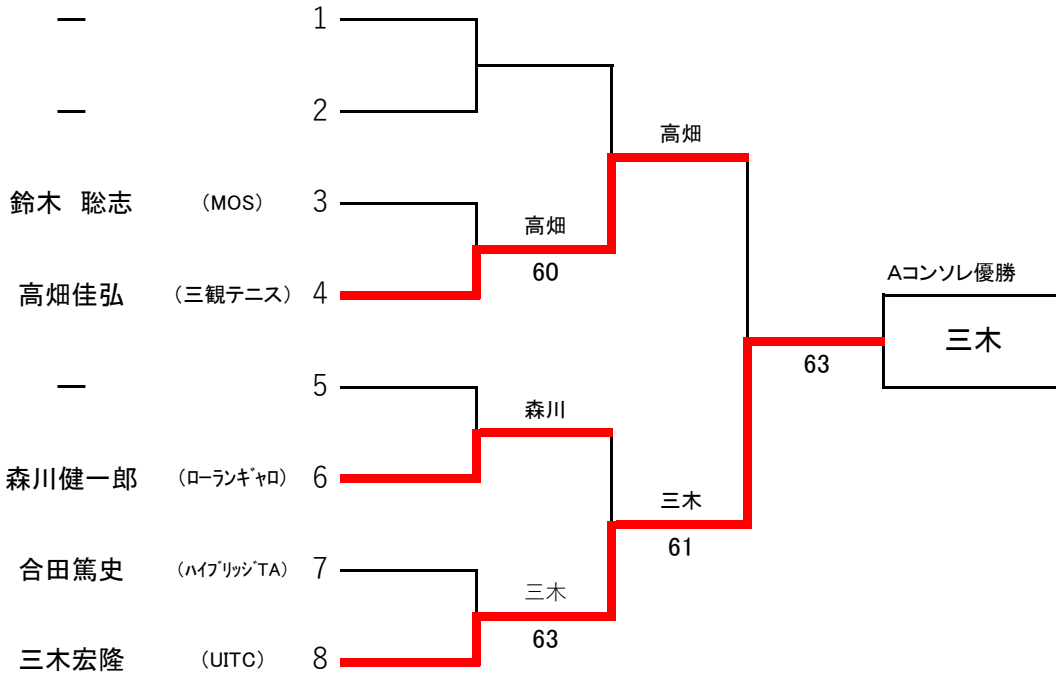 ― 1
― 2
高畑
鈴木　聡志 （MOS） 3
高畑
60
高畑佳弘 （三観テニス） 4
Aコンソレ優勝
三木
63
― 5
森川
森川健一郎 （ローランギャロ） 6
三木
61
合田篤史 （ハイブリッジTA） 7
三木
63
三木宏隆 （UITC） 8